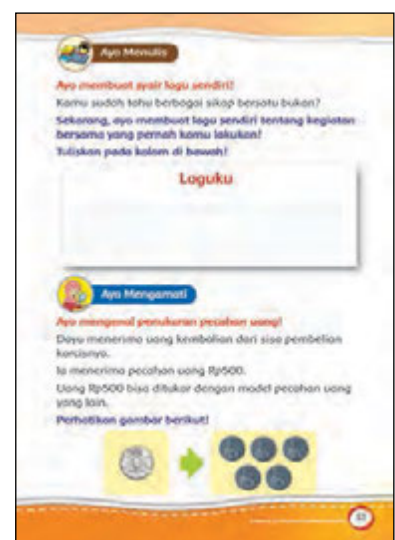 Ayo Menulis
Ayo membuat syair lagu sendiri!
Kamu sudah tahu berbagai sikap bersatu bukan?
Sekarang, ayo membuat lagu sendiri tentang kegiatan
bersama yang pernah kamu lakukan!
Tuliskan pada kolom di bawah!
Laguku
Ayo Mengamati
Ayo mengenal penukaran pecahan uang!
Dayu menerima uang kembalian dari sisa pembelian
karcisnya.
Ia menerima pecahan uang Rp500.
Uang Rp500 bisa ditukar dengan model pecahan uang
yang lain.
Perhatikan gambar berikut!